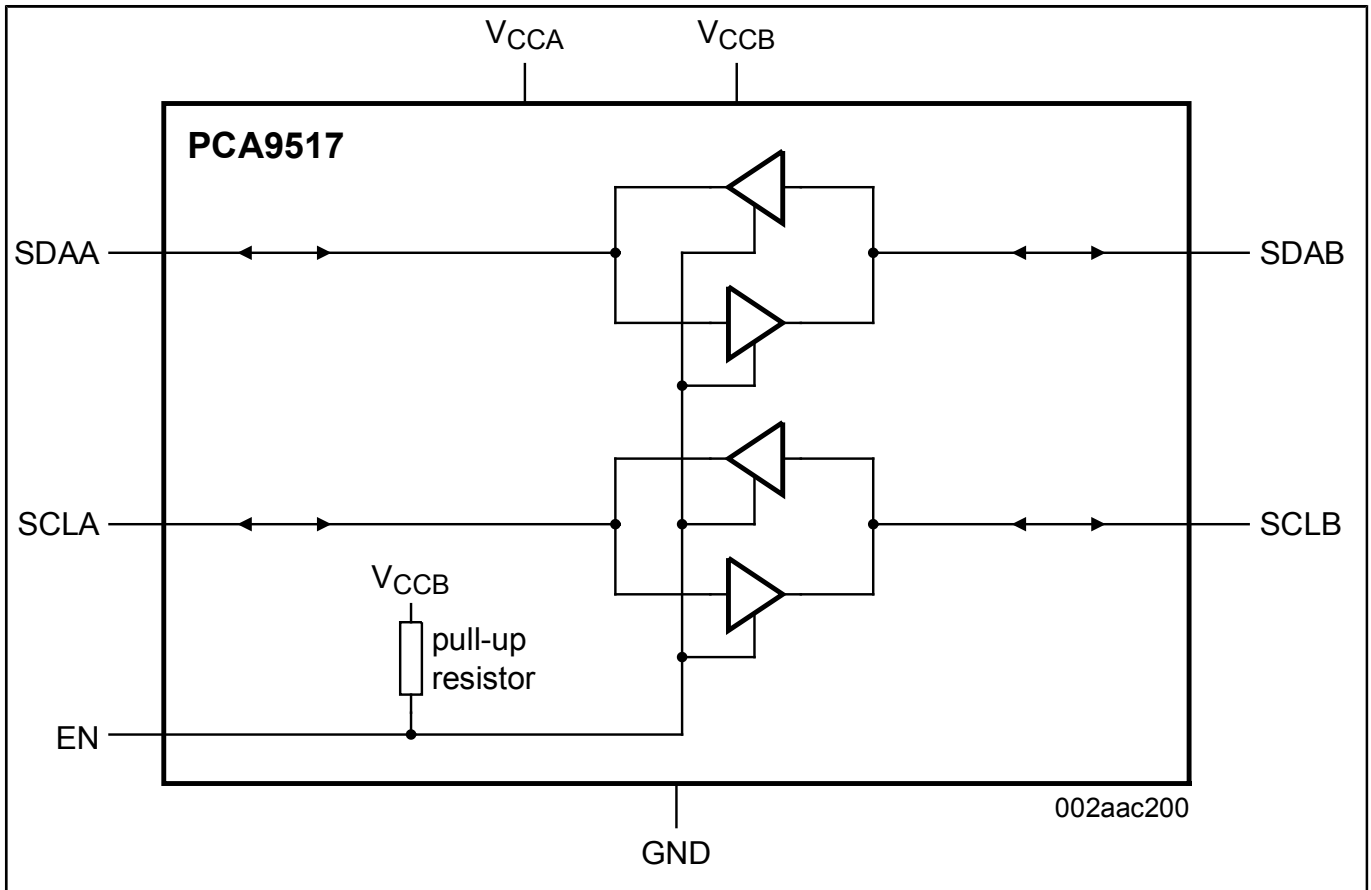 VCCA
VCCB
PCA9517
SDAA
SDAB
SCLA
SCLB
VCCB
pull-up
resistor
EN
002aac200
GND